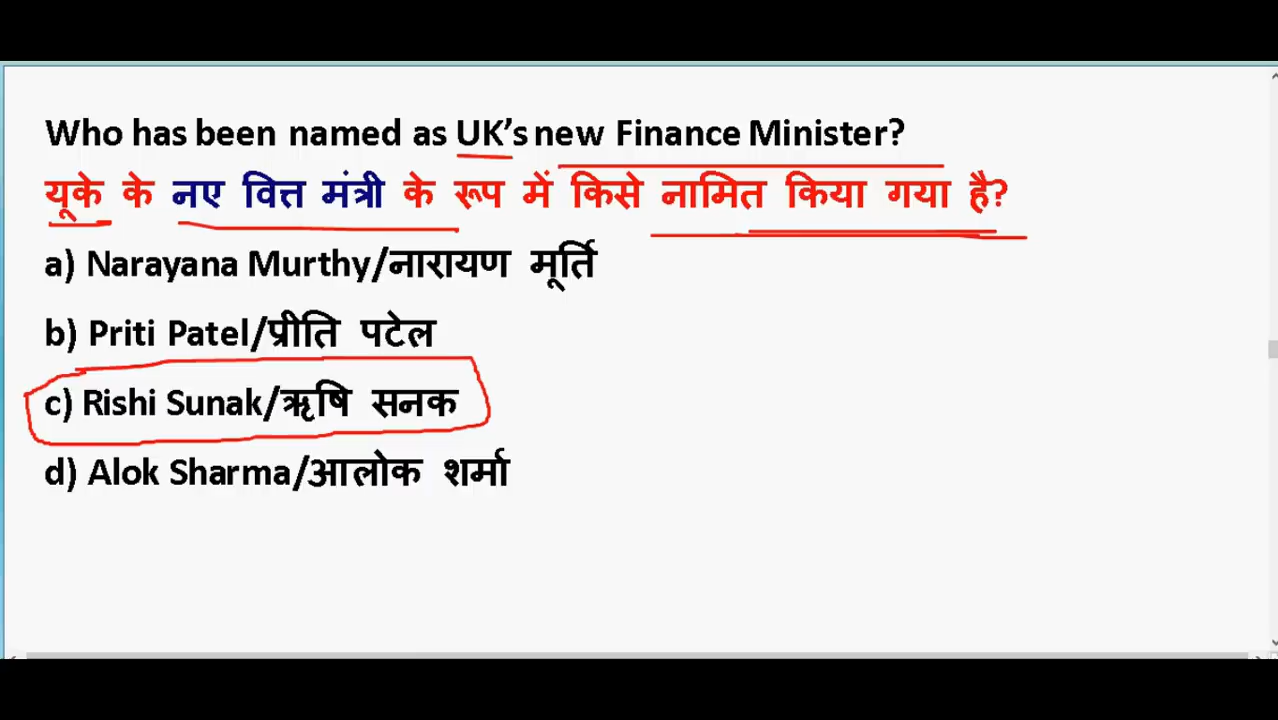 Who has been named as UK's new Finance Minister?
यूके के नए वित्त मंत्री के रूप में किसे नामित किया गया है?
a) Narayana Murthy/नारायण मूर्ति
b) Priti Patel/प्रीति पटेल
c) Rishi Sunak/ऋषि सनक
d) Alok Sharma/आलोक शर्मा